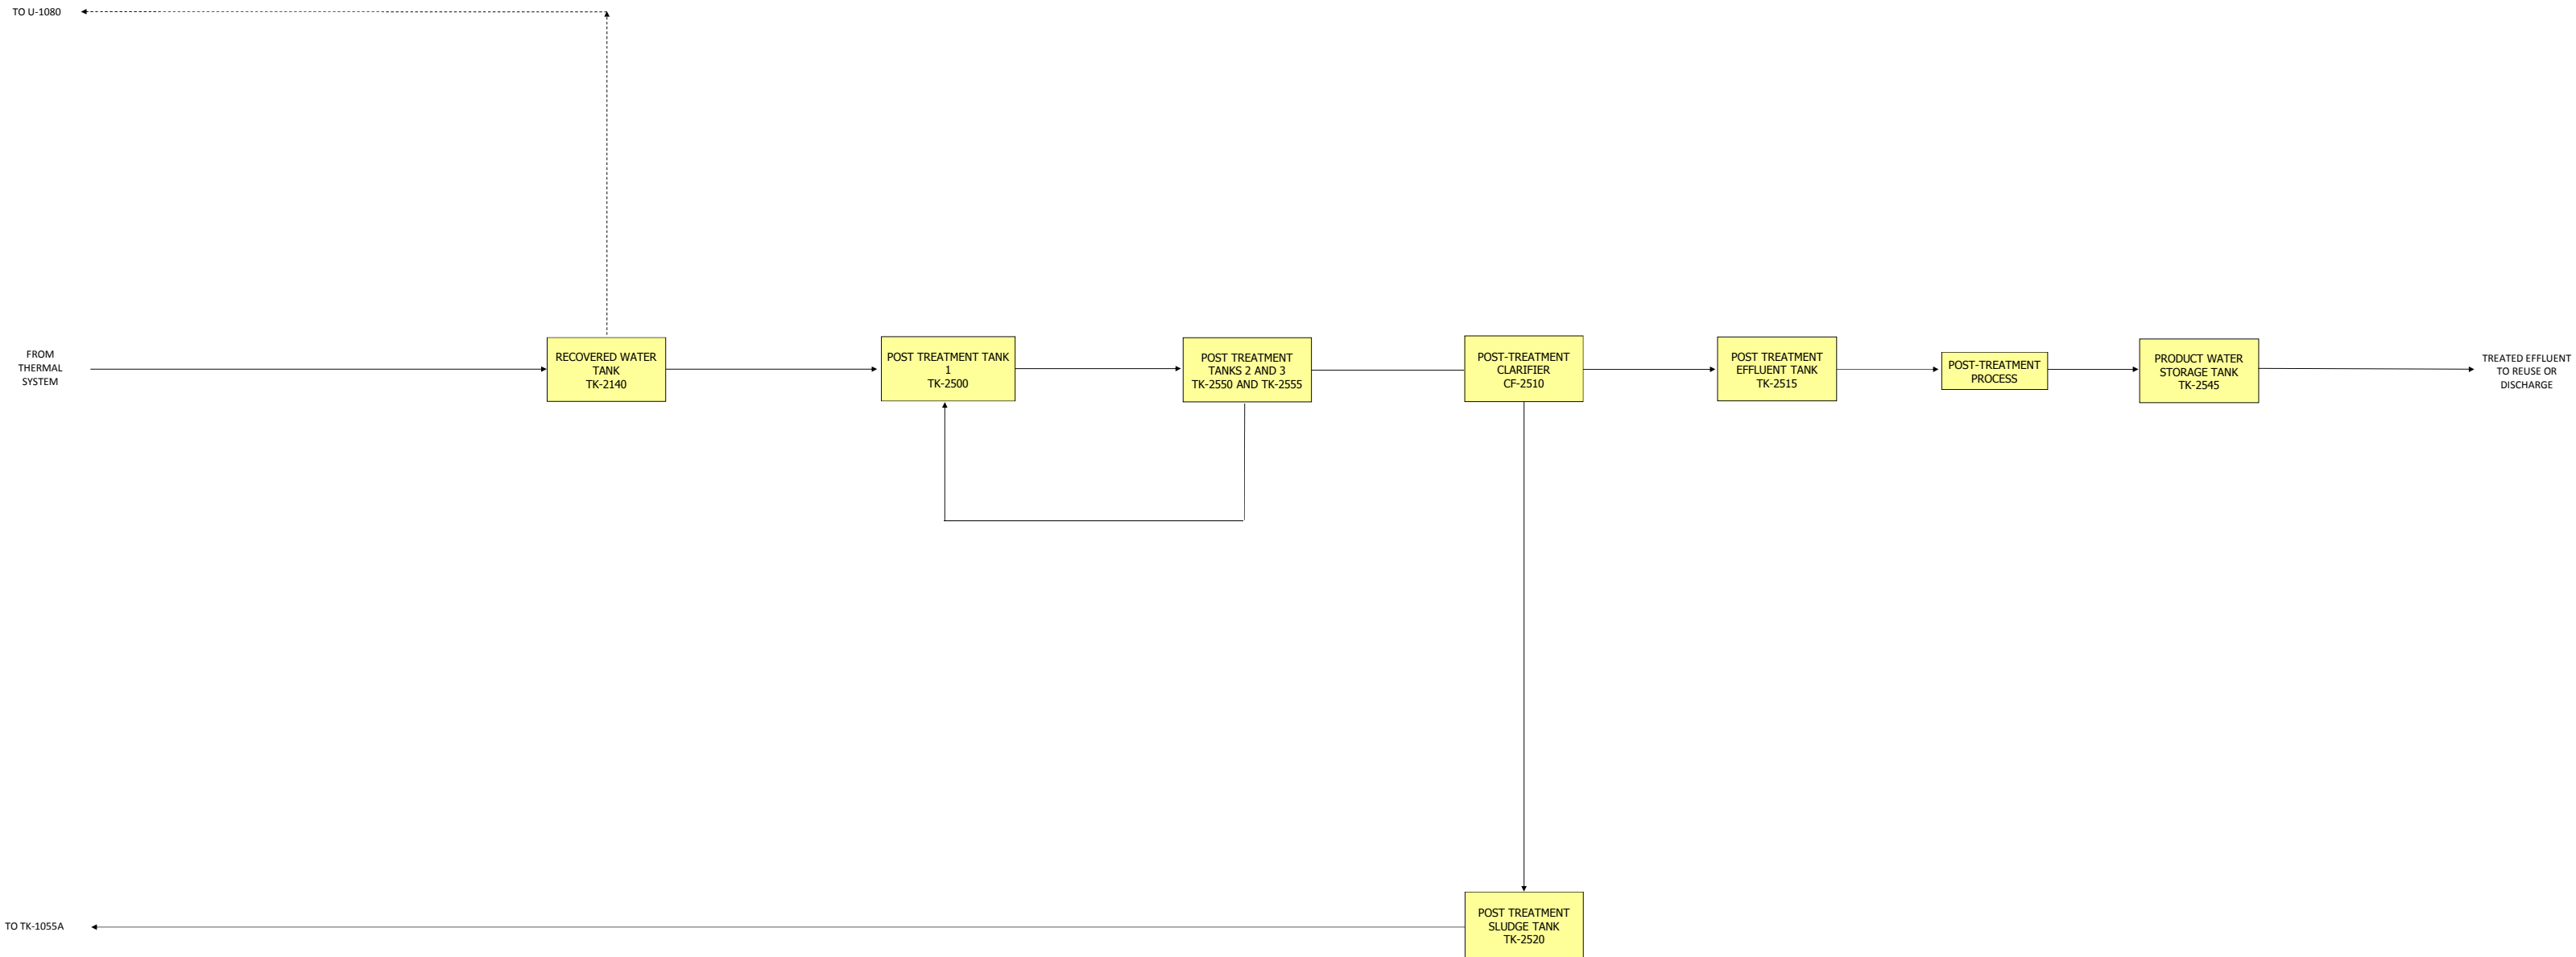 TO U-1080
FROM
THERMAL
SYSTEM
RECOVERED WATER
TANK
TK-2140
POST TREATMENT TANK
1
TK-2500
POST TREATMENT
TANKS 2 AND 3
TK-2550 AND TK-2555
POST-TREATMENT
CLARIFIER
CF-2510
POST TREATMENT
EFFLUENT TANK
TK-2515
POST-TREATMENT
PROCESS
PRODUCT WATER
STORAGE TANK
TK-2545
TREATED EFFLUENT
TO REUSE OR
DISCHARGE
TO TK-1055A
POST TREATMENT
SLUDGE TANK
TK-2520